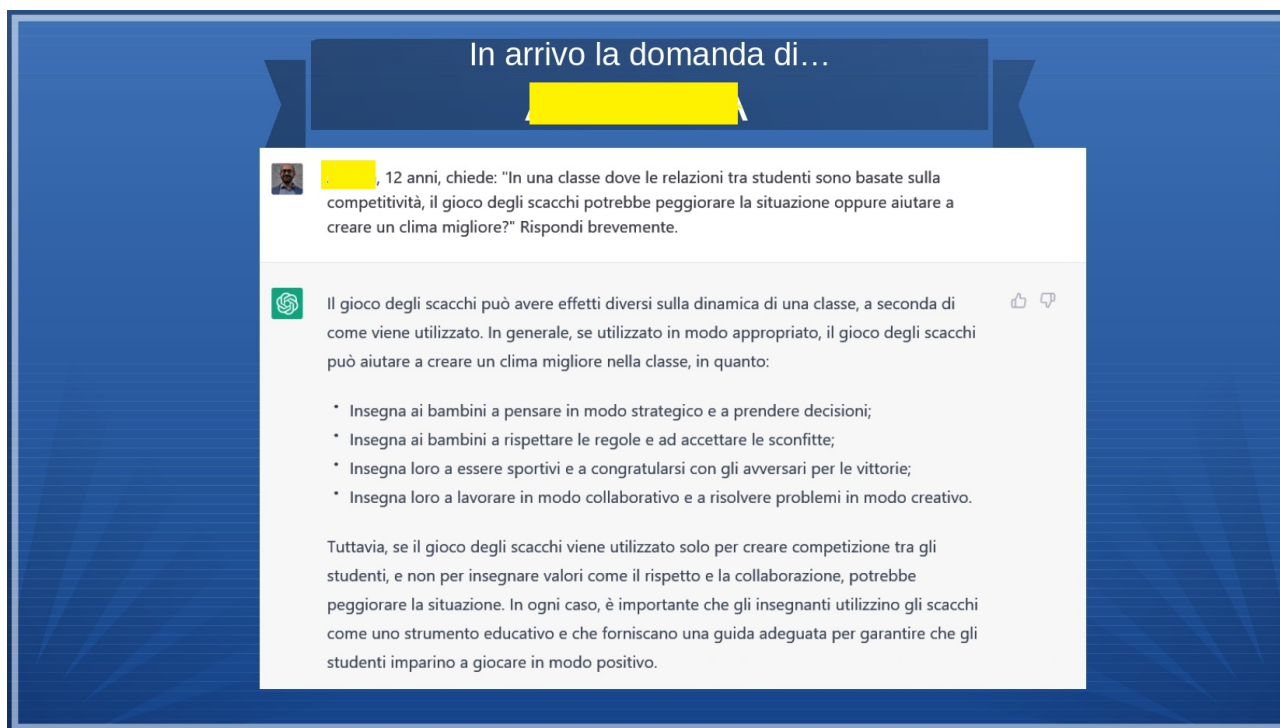 In arrivo la domanda di…
, 12 anni, chiede: "In una classe dove le relazioni tra studenti sono basate sulla
competitività, il gioco degli scacchi potrebbe peggiorare la situazione oppure aiutare a
creare un clima migliore?" Rispondi brevemente.
Il gioco degli scacchi può avere effetti diversi sulla dinamica di una classe, a seconda di
come viene utilizzato. In generale, se utilizzato in modo appropriato, il gioco degli scacchi
può aiutare a creare un clima migliore nella classe, in quanto:
• Insegna ai bambini a pensare in modo strategico e a prendere decisioni;
• Insegna ai bambini a rispettare le regole e ad accettare le sconfitte;
• Insegna loro a essere sportivi e a congratularsi con gli avversari per le vittorie;
• Insegna loro a lavorare in modo collaborativo e a risolvere problemi in modo creativo.
Tuttavia, se il gioco degli scacchi viene utilizzato solo per creare competizione tra gli
studenti, e non per insegnare valori come il rispetto e la collaborazione, potrebbe
peggiorare la situazione. In ogni caso, è importante che gli insegnanti utilizzino gli scacchi
come uno strumento educativo e che forniscano una guida adeguata per garantire che gli
studenti imparino a giocare in modo positivo.